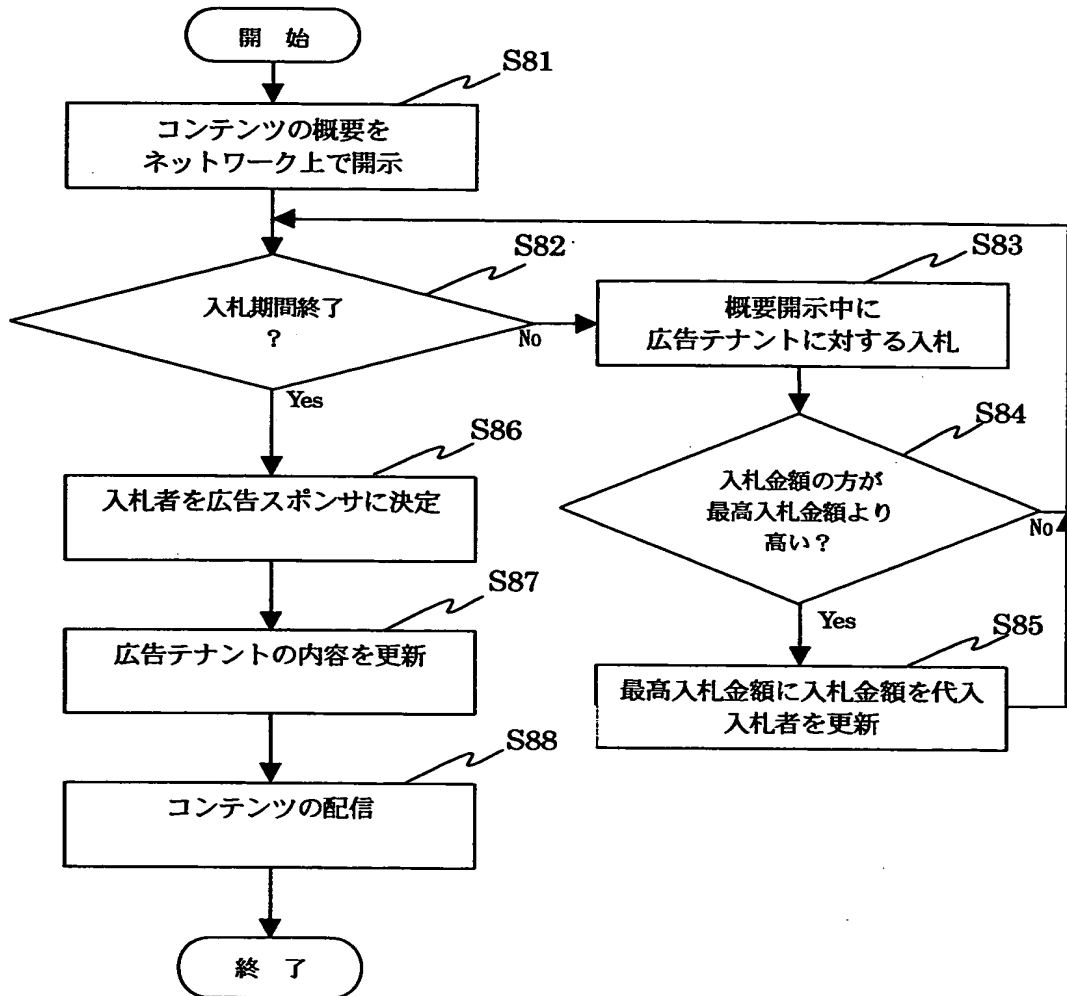 開 始
S81
コンテンツの概要を
ネットワーク上で開示
S82
入札期間終了
?
No
Yes
S83
概要開示中に
広告テナントに対する入札
S84
入札金額の方が
最高入札金額より
高い?
No
Yes
S85
最高入札金額に入札金額を代入
入札者を更新
S86
入札者を広告スポンサに決定
S87
広告テナントの内容を更新
S88
コンテンツの配信
終 了